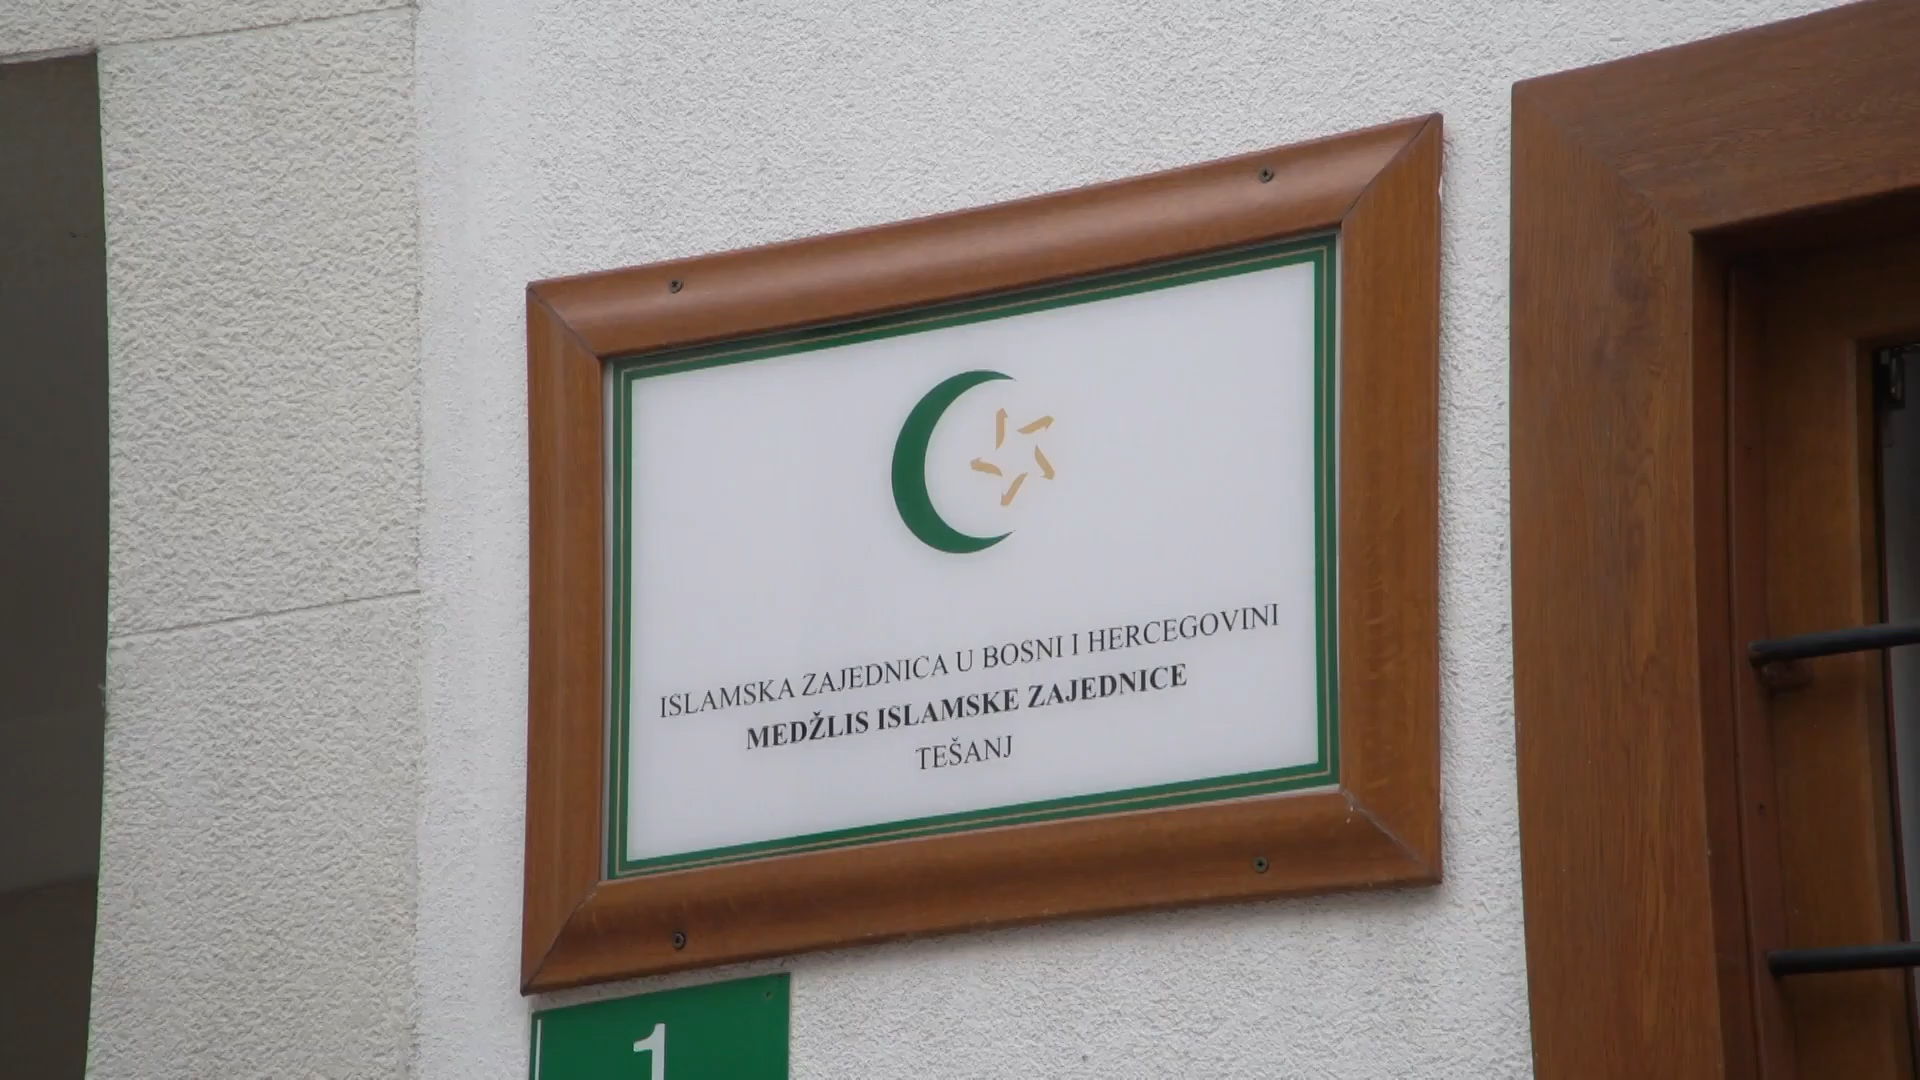 ISLAMSKA ZAJEDNICA U BOSNI I HERCEGOVINI
MEDŽLIS ISLAMSKE ZAJEDNICE
TEŠANJ
1